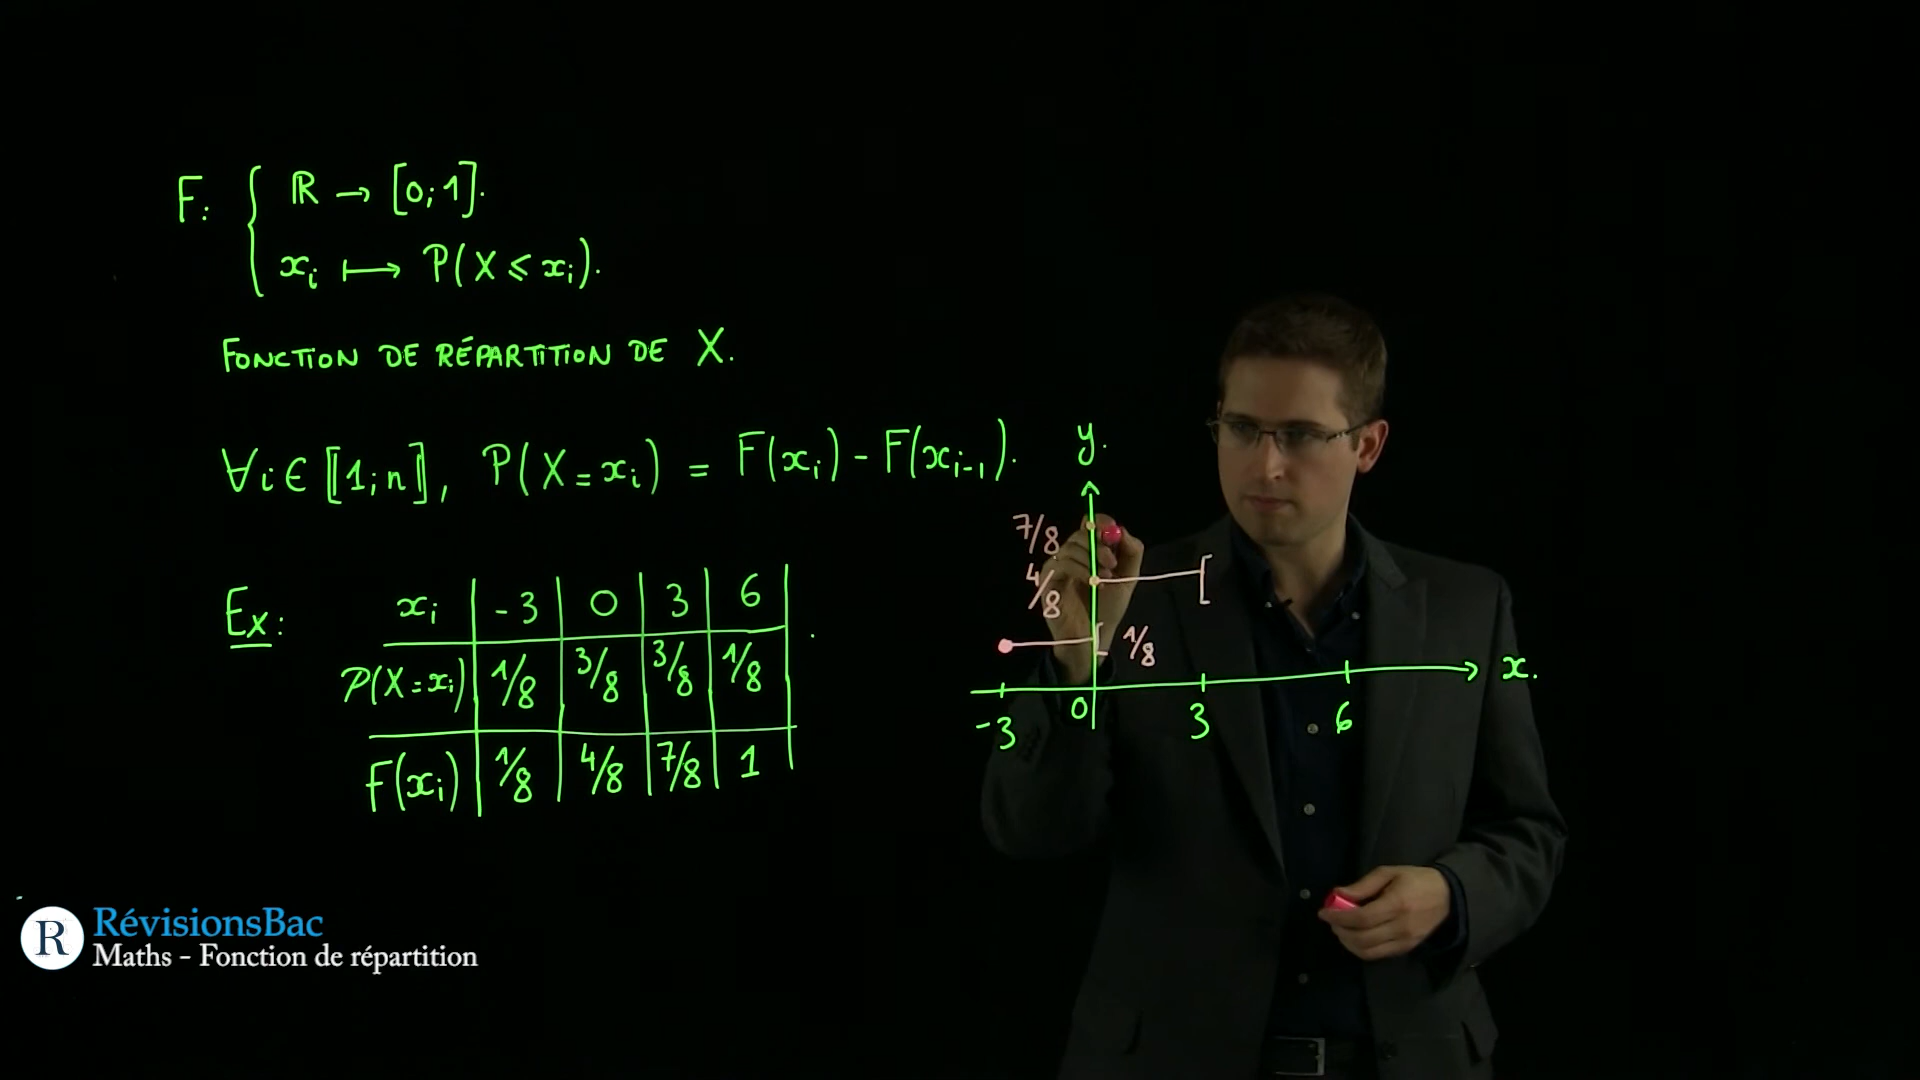 F: { ℝ → [0;1].
xᵢ ⟼ P(X ⩽ xᵢ).
FONCTION DE RÉPARTITION DE X.
∀i ∈ ⟦1;n⟧, P(X = xᵢ) = F(xᵢ) - F(xᵢ₋₁).
Ex: xᵢ | -3 | 0 | 3 | 6 | .
P(X=xᵢ) | 1/8 | 3/8 | 3/8 | 1/8 |
F(xᵢ) | 1/8 | 4/8 | 7/8 | 1 |
y.
7/8
4/8
1/8
x.
-3 0 3 6
R RévisionsBac
Maths - Fonction de répartition